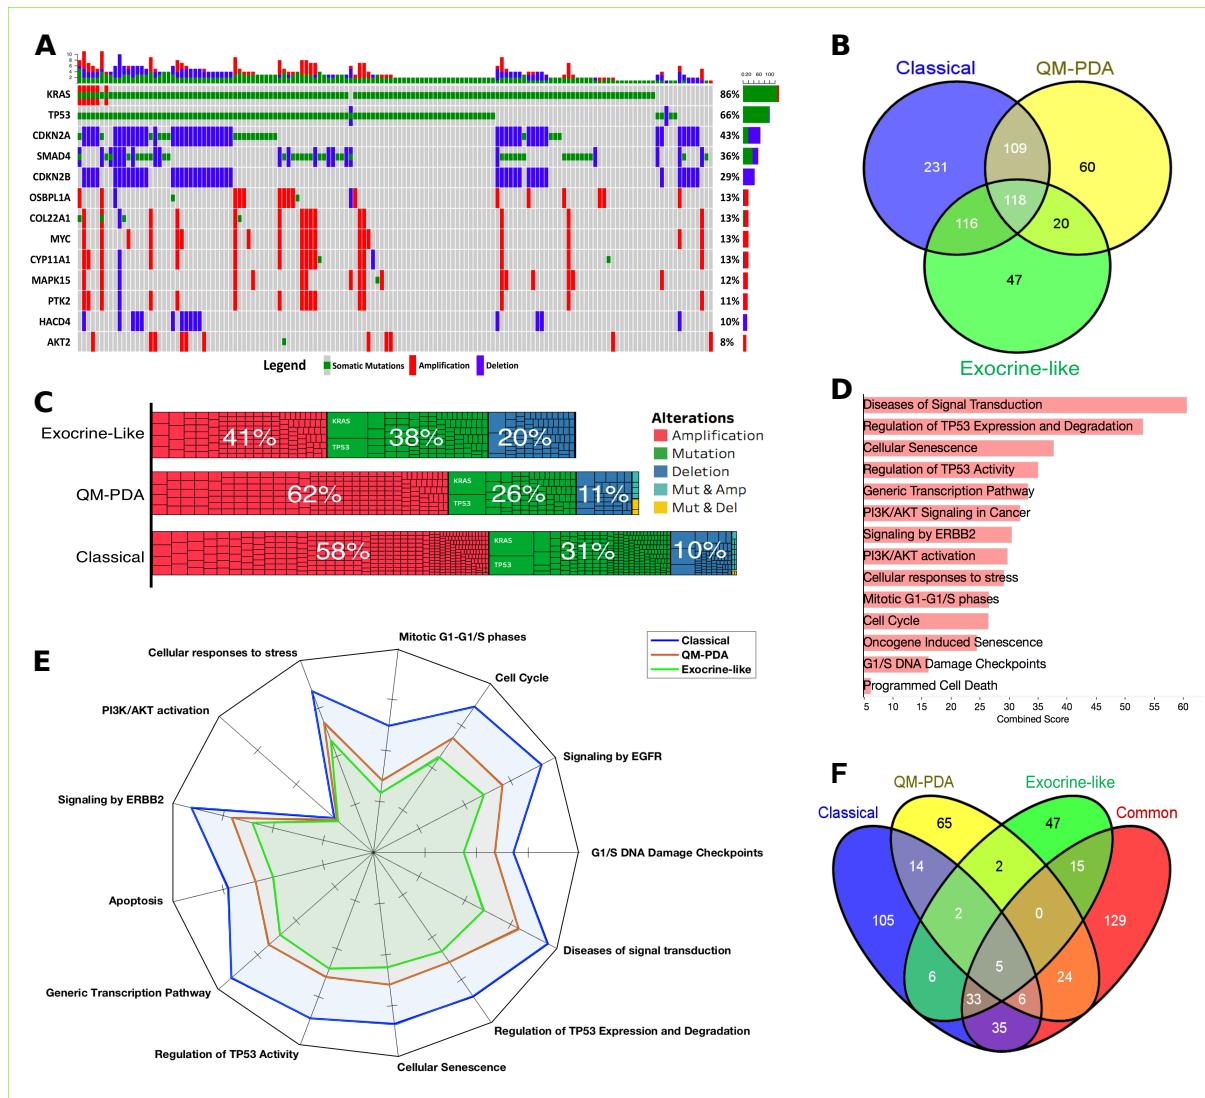 A
10
8
6
4
2
0
0 20 60 100
KRAS 86%
TP53 66%
CDKN2A 43%
SMAD4 36%
CDKN2B 29%
OSBPL1A 13%
COL22A1 13%
MYC 13%
CYP11A1 13%
MAPK15 12%
PTK2 11%
HACD4 10%
AKT2 8%
Legend Somatic Mutations Amplification Deletion
B
Classical QM-PDA
231 109 60
118
116 20
47
Exocrine-like
C
Exocrine-Like KRAS TP53 41% 38% 20%
QM-PDA KRAS TP53 62% 26% 11%
Classical KRAS TP53 58% 31% 10%
Alterations
Amplification
Mutation
Deletion
Mut & Amp
Mut & Del
D
Diseases of Signal Transduction
Regulation of TP53 Expression and Degradation
Cellular Senescence
Regulation of TP53 Activity
Generic Transcription Pathway
PI3K/AKT Signaling in Cancer
Signaling by ERBB2
PI3K/AKT activation
Cellular responses to stress
Mitotic G1-G1/S phases
Cell Cycle
Oncogene Induced Senescence
G1/S DNA Damage Checkpoints
Programmed Cell Death
5 10 15 20 25 30 35 40 45 50 55 60
Combined Score
E
Classical
QM-PDA
Exocrine-like
Mitotic G1-G1/S phases
Cellular responses to stress
Cell Cycle
PI3K/AKT activation
Signaling by EGFR
Signaling by ERBB2
G1/S DNA Damage Checkpoints
Apoptosis
Diseases of signal transduction
Generic Transcription Pathway
Regulation of TP53 Expression and Degradation
Regulation of TP53 Activity
Cellular Senescence
F
QM-PDA Exocrine-like
Classical Common
65 47
14 2 15
105 2 0 129
6 5 24
33 6
35